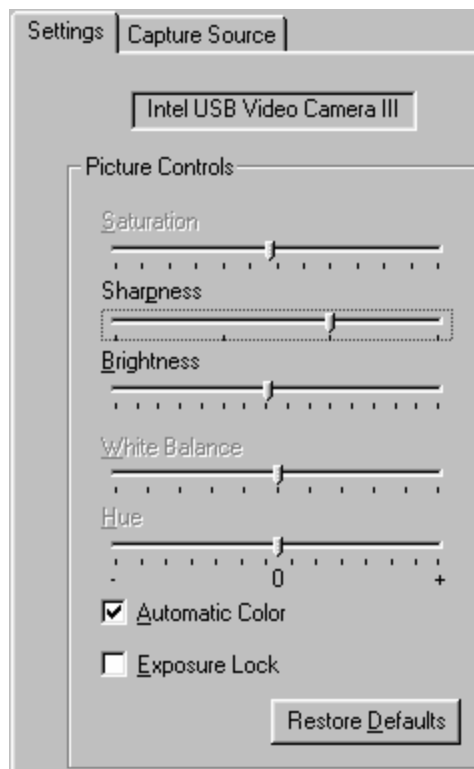 Settings
Capture Source
Intel USB Video Camera III
Picture Controls
Saturation
Sharpness
Brightness
White Balance
Hue
- 0 +
Automatic Color
Exposure Lock
Restore Defaults